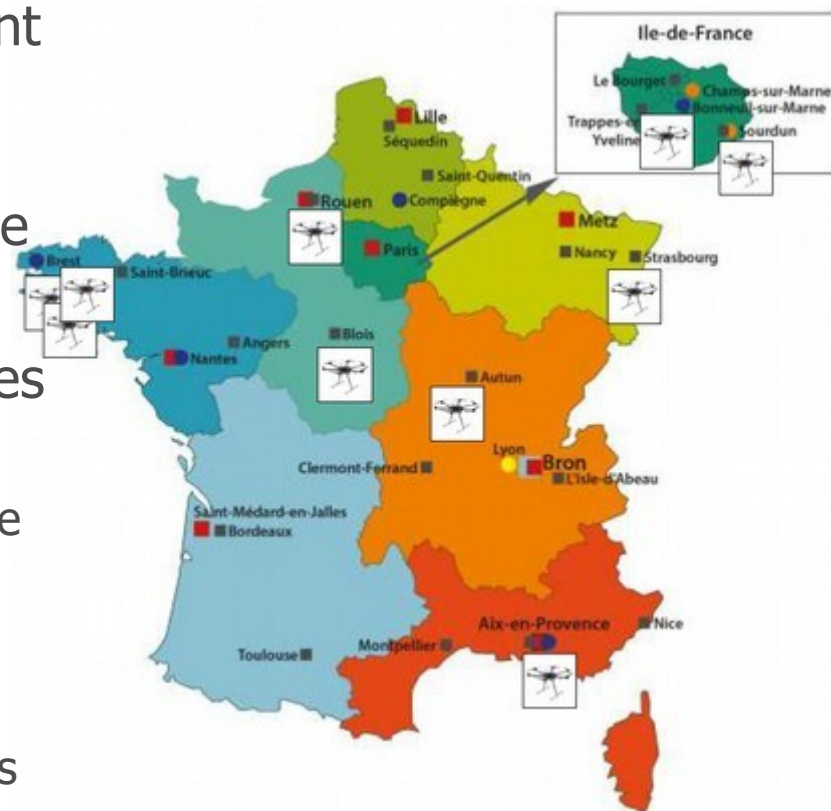 nt
e
es
e
s
Ile-de-France
Le Bourget
Champs-sur-Marne
Bonneuil-sur-Marne
Trappes-e
Yveline
Sourdun
Lille
Séquedin
Saint-Quentin
Rouen
Compiègne
Metz
Paris
Nancy
Strasbourg
Brest
Saint-Brieuc
Blois
Angers
Nantes
Autun
Lyon
Bron
Clermont-Ferrand
L'Isle-d'Abeau
Saint-Médard-en-Jalles
Bordeaux
Aix-en-Provence
Nice
Montpellier
Toulouse